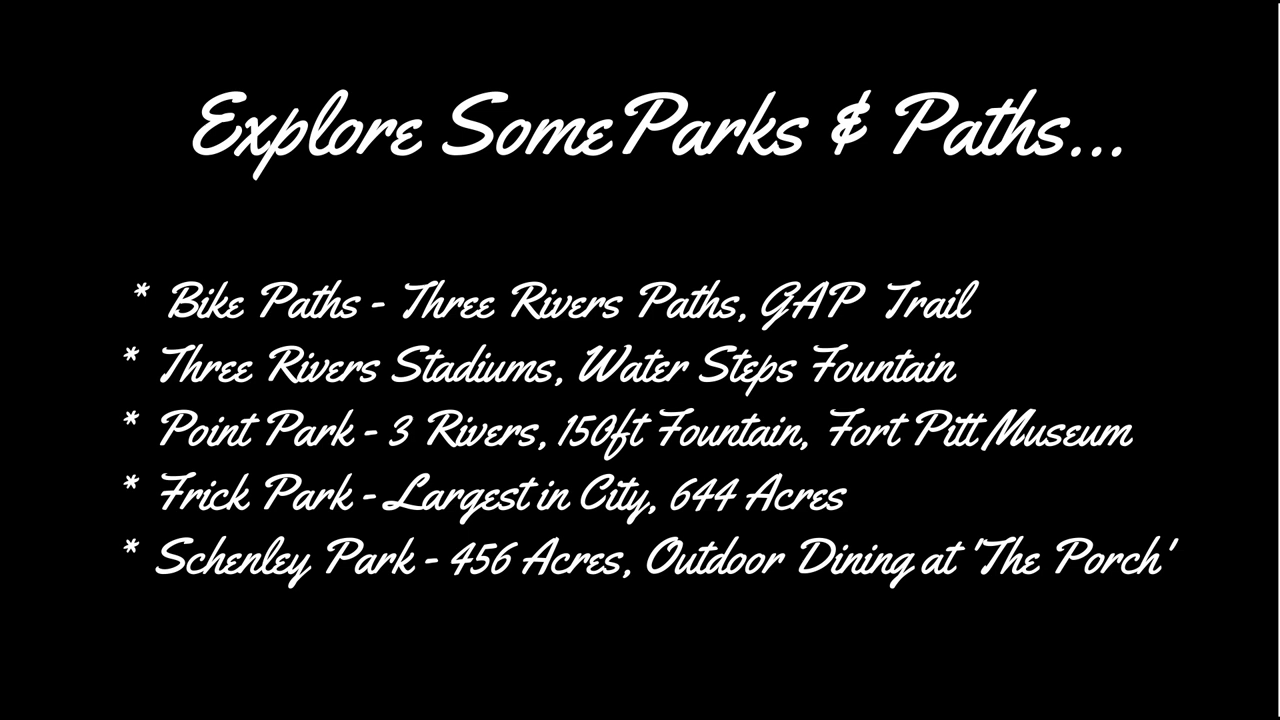 Explore Some Parks & Paths...
* Bike Paths - Three Rivers Paths, GAP Trail
* Three Rivers Stadiums, Water Steps Fountain
* Point Park - 3 Rivers, 150ft Fountain, Fort Pitt Museum
* Frick Park - Largest in City, 644 Acres
* Schenley Park - 456 Acres, Outdoor Dining at 'The Porch'